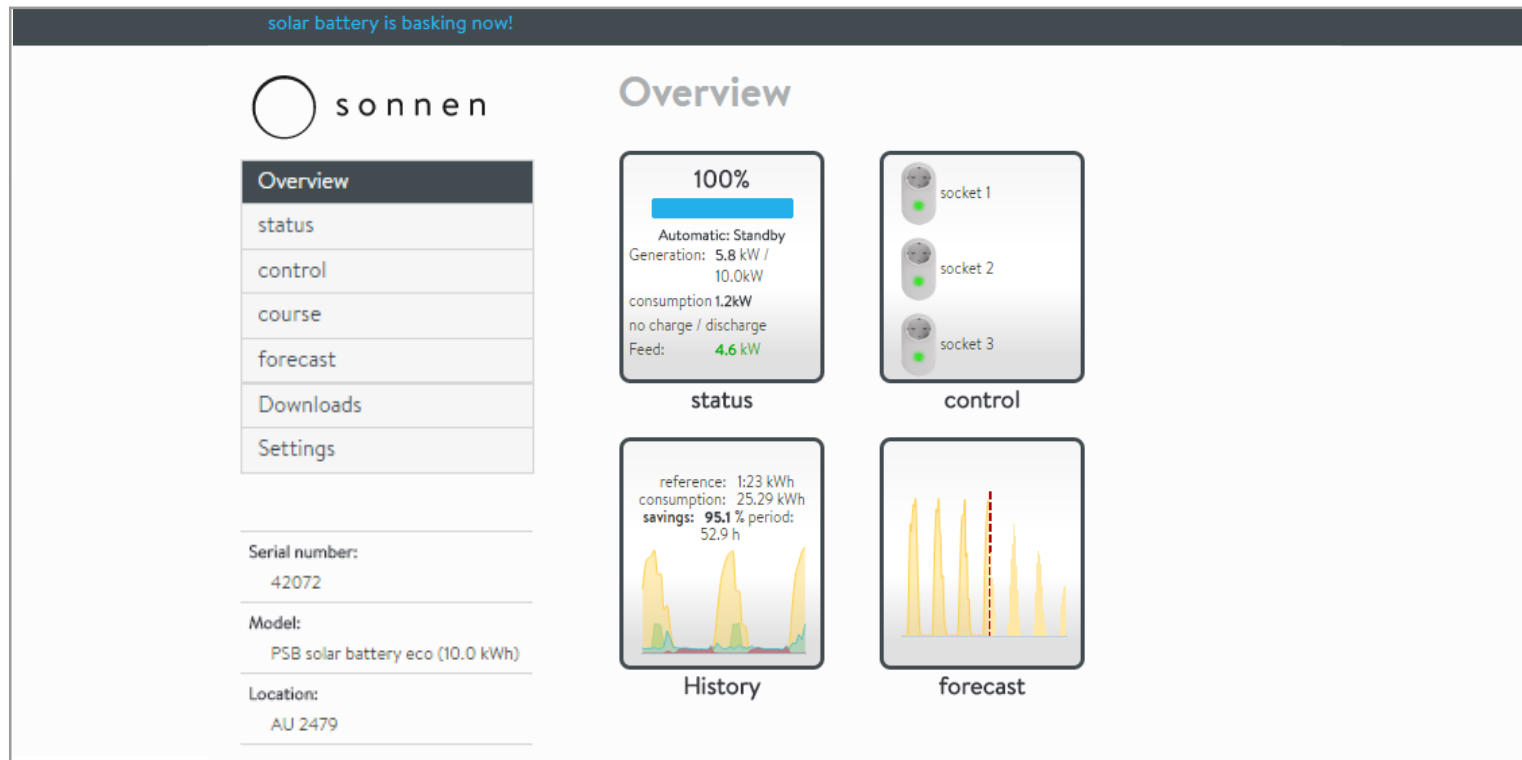 solar battery is basking now!
sonnen
Overview
status
control
course
forecast
Downloads
Settings
Serial number:
42072
Model:
PSB solar battery eco (10.0 kWh)
Location:
AU 2479
Overview
100%
Automatic: Standby
Generation: 5.8 kW /
10.0kW
consumption 1.2kW
no charge / discharge
Feed: 4.6 kW
status
socket 1
socket 2
socket 3
control
reference: 1:23 kWh
consumption: 25.29 kWh
savings: 95.1 % period:
52.9 h
History
forecast